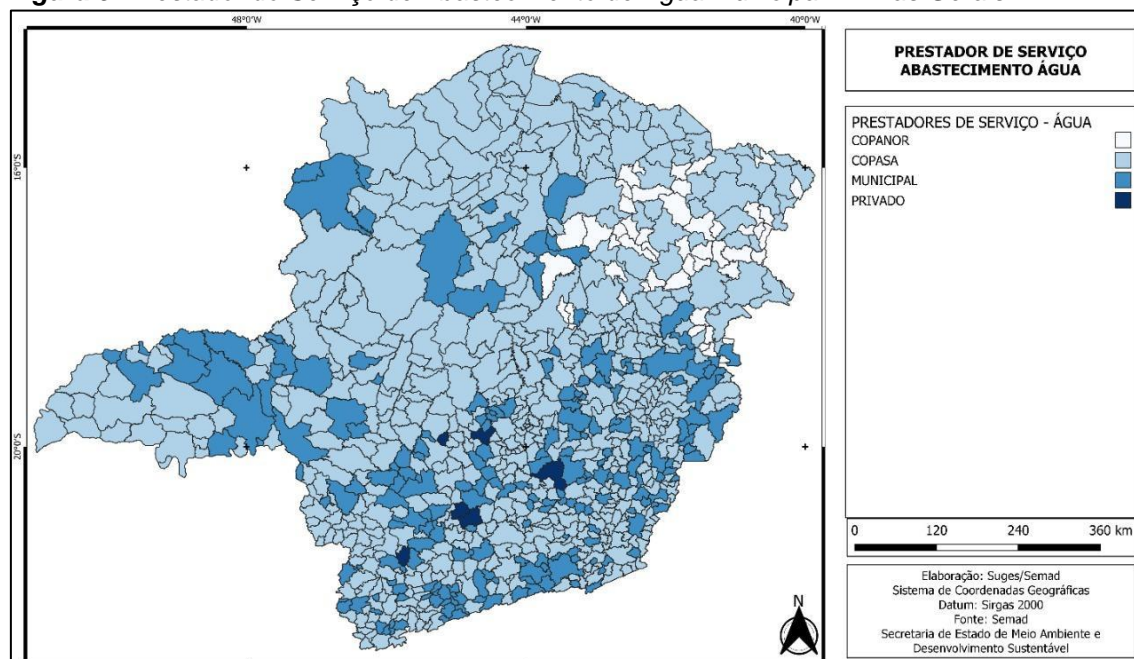 48°0'W 44°0'W 40°0'W
16°0'S
20°0'S
PRESTADOR DE SERVIÇO
ABASTECIMENTO ÁGUA
PRESTADORES DE SERVIÇO - ÁGUA
COPANOR
COPASA
MUNICIPAL
PRIVADO
0 120 240 360 km
N
Elaboração: Suges/Semad
Sistema de Coordenadas Geográficas
Datum: Sirgas 2000
Fonte: Semad
Secretaria de Estado de Meio Ambiente e
Desenvolvimento Sustentável